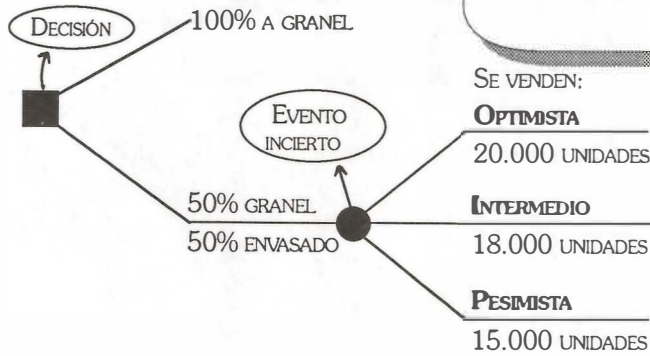 DECISIÓN
100% A GRANEL
SE VENDEN:
OPTIMISTA
20.000 UNIDADES
EVENTO
INCIERTO
50% GRANEL
50% ENVASADO
INTERMEDIO
18.000 UNIDADES
PESIMISTA
15.000 UNIDADES